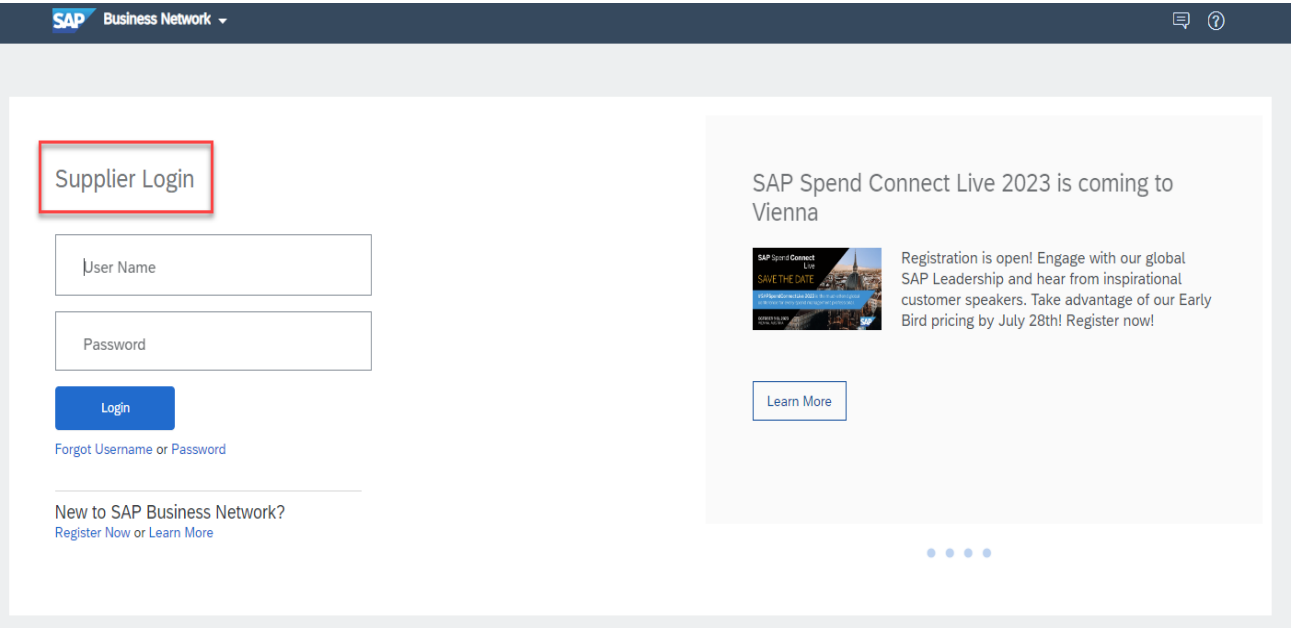 SAP Business Network
Supplier Login
User Name
Password
Login
Forgot Username or Password
New to SAP Business Network?
Register Now or Learn More
SAP Spend Connect Live 2023 is coming to
Vienna
SAP Spend Connect
Live
SAVE THE DATE
Registration is open! Engage with our global
SAP Leadership and hear from inspirational
customer speakers. Take advantage of our Early
Bird pricing by July 28th! Register now!
SAP
Learn More